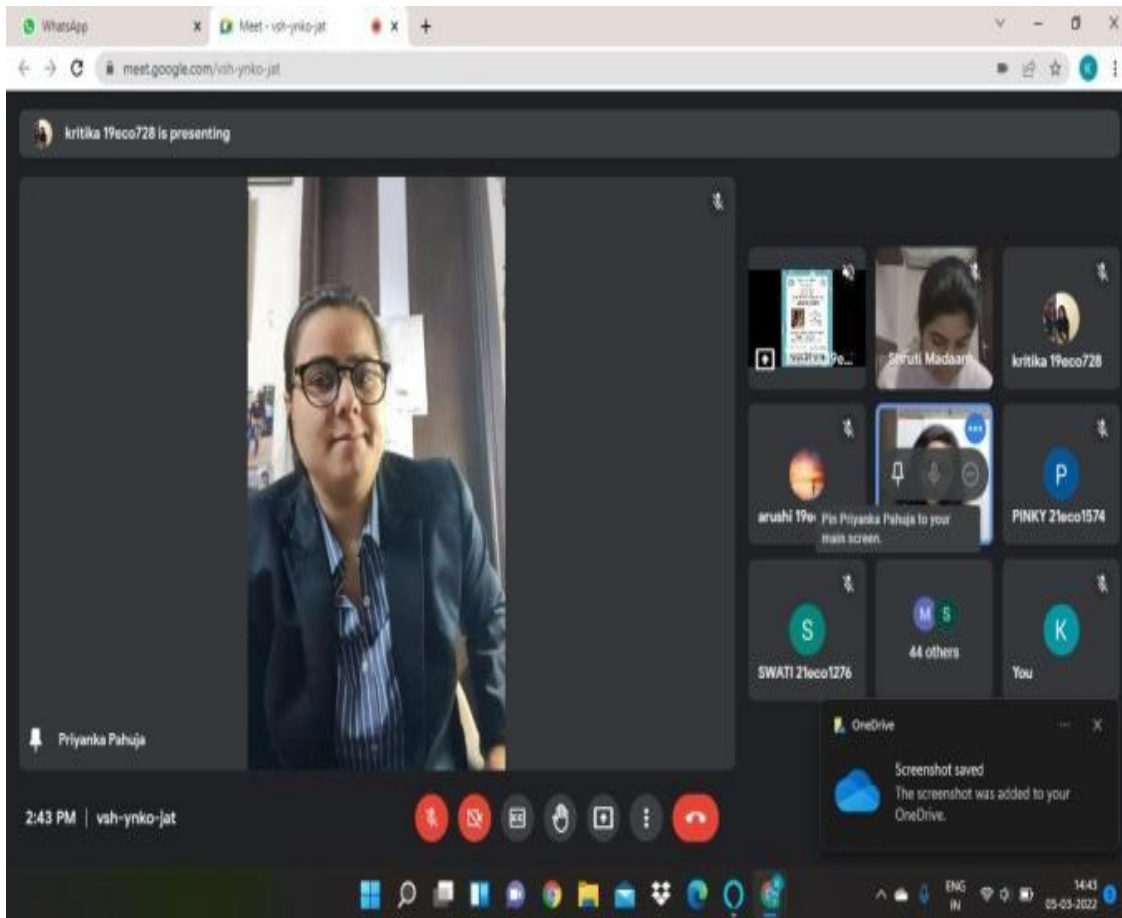 WhatsApp
Meet - vsh-ynko-jat
meet.google.com/vsh-ynko-jat
K
kritika 19eco728 is presenting
Shruti Madaam
kritika 19eco728
arushi 19e
Pin Priyanka Pahuja to your
main screen.
P
PINKY 21eco1574
S
SWATI 21eco1276
M S
44 others
K
You
Priyanka Pahuja
OneDrive
Screenshot saved
The screenshot was added to your
OneDrive.
2:43 PM | vsh-ynko-jat
ENG
IN
14:43
05-03-2022